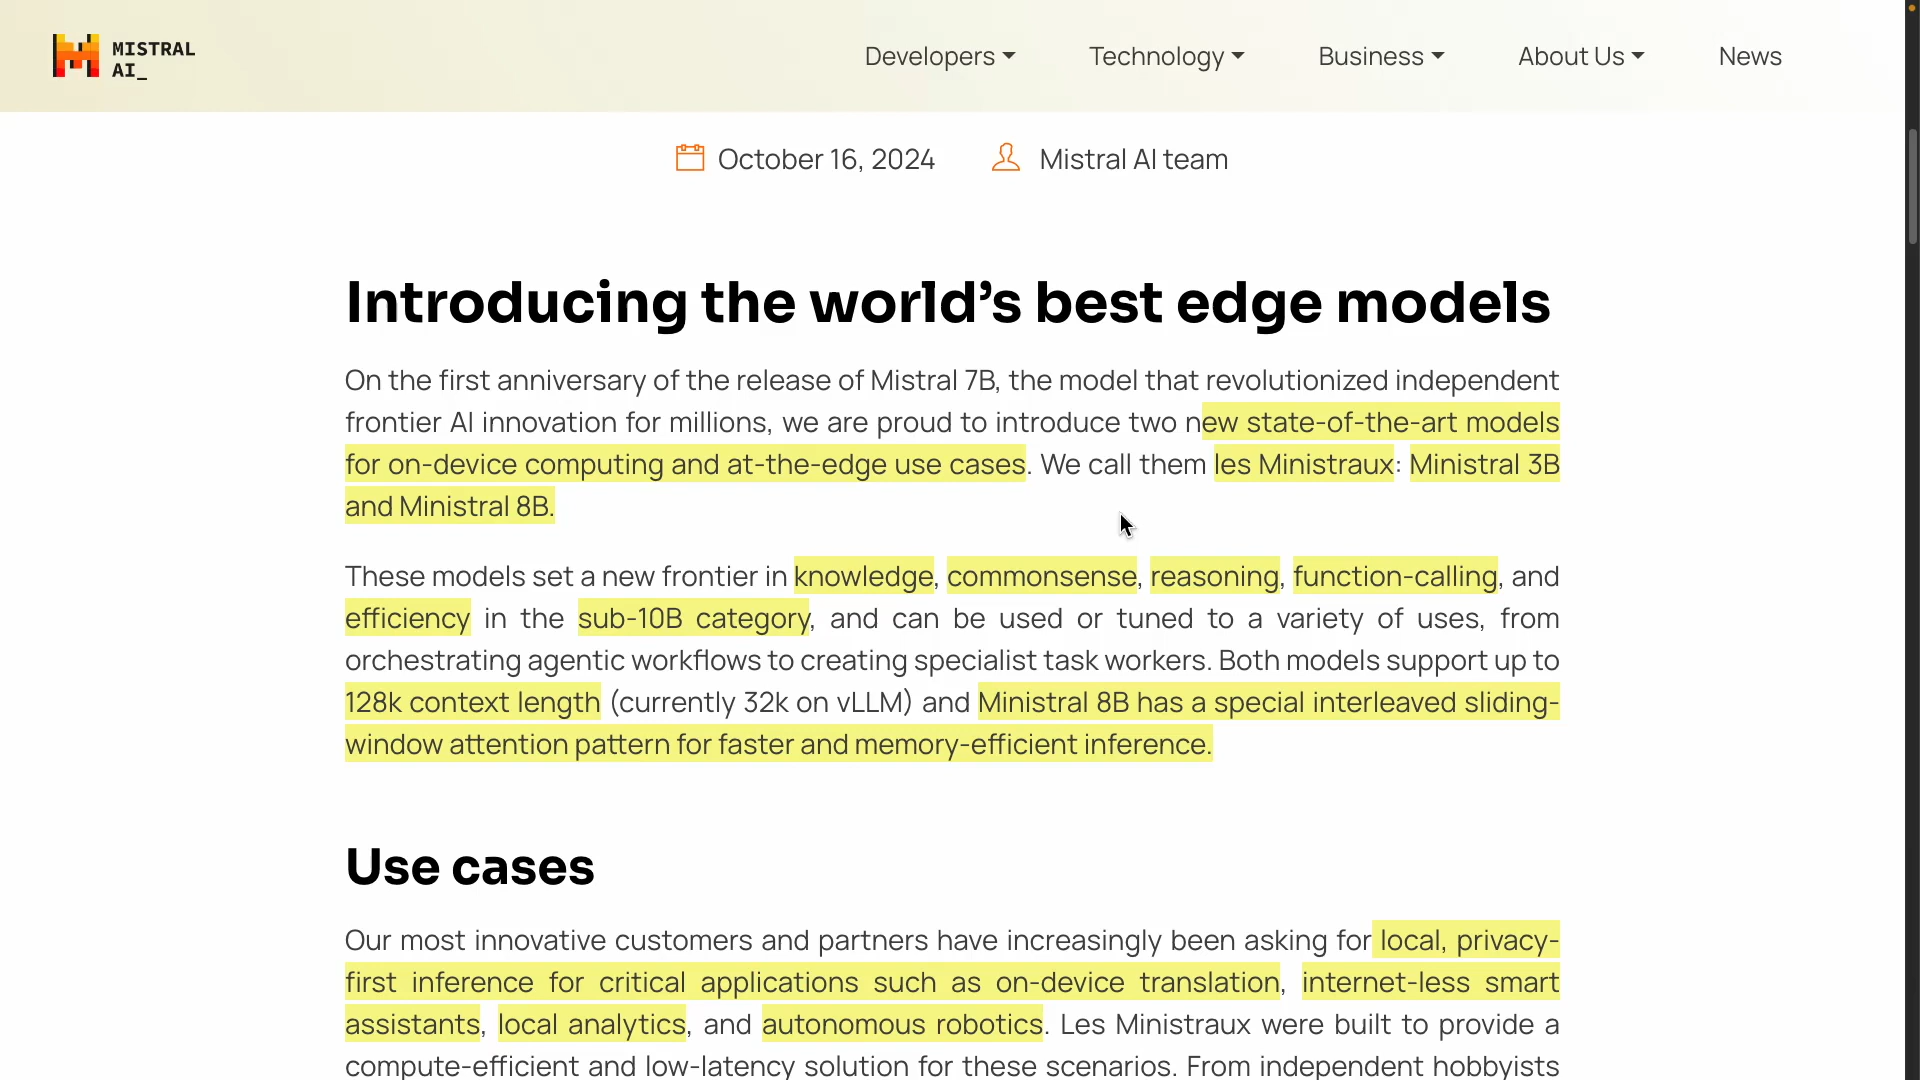 MISTRAL
AI_
Developers
Technology
Business
About Us
News
October 16, 2024
Mistral AI team
Introducing the world’s best edge models
On the first anniversary of the release of Mistral 7B, the model that revolutionized independent
frontier AI innovation for millions, we are proud to introduce two new state-of-the-art models
for on-device computing and at-the-edge use cases. We call them les Ministraux: Ministral 3B
and Ministral 8B.
These models set a new frontier in knowledge, commonsense, reasoning, function-calling, and
efficiency in the sub-10B category, and can be used or tuned to a variety of uses, from
orchestrating agentic workflows to creating specialist task workers. Both models support up to
128k context length (currently 32k on vLLM) and Ministral 8B has a special interleaved sliding-
window attention pattern for faster and memory-efficient inference.
Use cases
Our most innovative customers and partners have increasingly been asking for local, privacy-
first inference for critical applications such as on-device translation, internet-less smart
assistants, local analytics, and autonomous robotics. Les Ministraux were built to provide a
compute-efficient and low-latency solution for these scenarios. From independent hobbyists